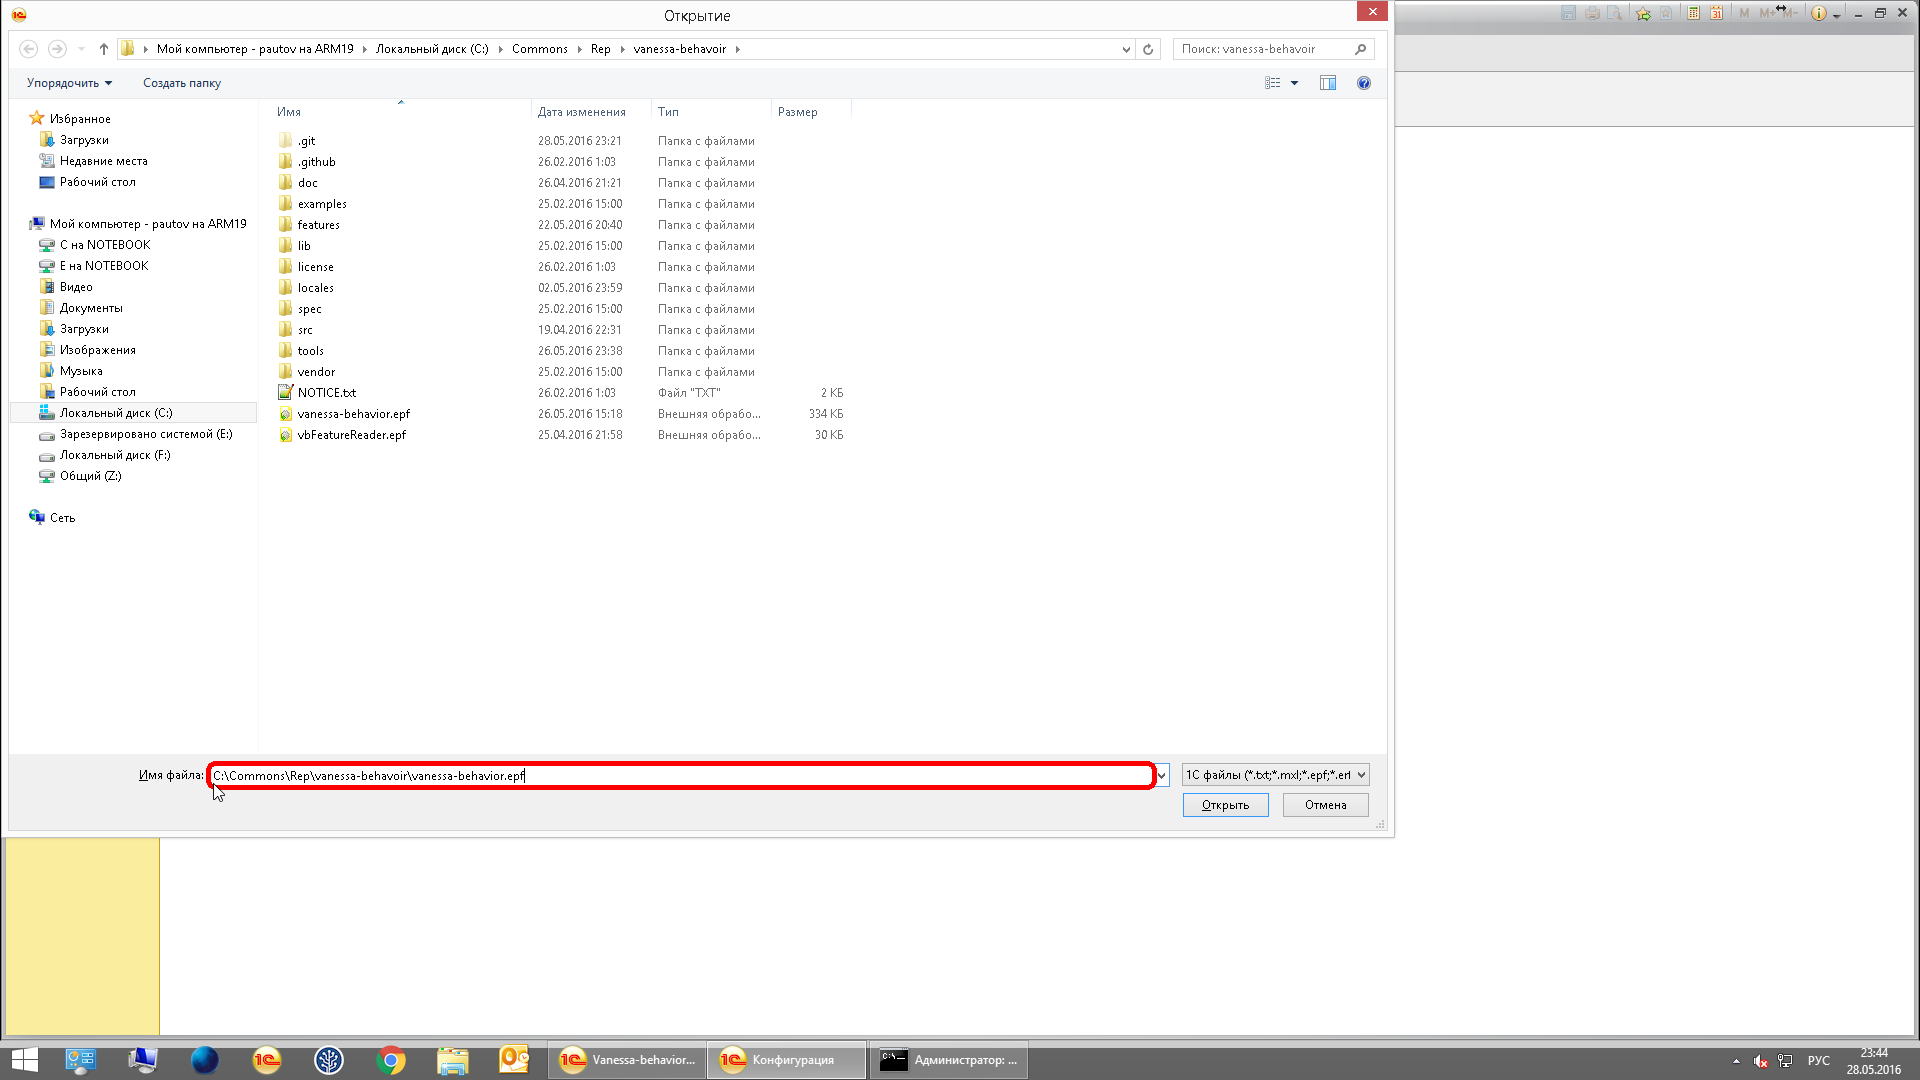 Открытие
Мой компьютер - pautov на ARM19 Локальный диск (C:) Commons Rep vanessa-behavoir
Поиск: vanessa-behavoir
Упорядочить Создать папку
Имя Дата изменения Тип Размер
Избранное
Загрузки
Недавние места
Рабочий стол
Мой компьютер - pautov на ARM19
C на NOTEBOOK
E на NOTEBOOK
Видео
Документы
Загрузки
Изображения
Музыка
Рабочий стол
Локальный диск (C:)
Зарезервировано системой (E:)
Локальный диск (F:)
Общий (Z:)
Сеть
.git 28.05.2016 23:21 Папка с файлами
.github 26.02.2016 1:03 Папка с файлами
doc 26.04.2016 21:21 Папка с файлами
examples 25.02.2016 15:00 Папка с файлами
features 22.05.2016 20:40 Папка с файлами
lib 25.02.2016 15:00 Папка с файлами
license 26.02.2016 1:03 Папка с файлами
locales 02.05.2016 23:59 Папка с файлами
spec 25.02.2016 15:00 Папка с файлами
src 19.04.2016 22:31 Папка с файлами
tools 26.05.2016 23:38 Папка с файлами
vendor 25.02.2016 15:00 Папка с файлами
NOTICE.txt 26.02.2016 1:03 Файл "TXT" 2 КБ
vanessa-behavior.epf 26.05.2016 15:18 Внешняя обрабо... 334 КБ
vbFeatureReader.epf 25.04.2016 21:58 Внешняя обрабо... 30 КБ
Имя файла: C:\Commons\Rep\vanessa-behavoir\vanessa-behavior.epf
1С файлы (*.txt;*.mxl;*.epf;*.erf
Открыть Отмена
M M+ M-
31
Vanessa-behavior... Конфигурация Администратор: ...
РУС
23:44
28.05.2016